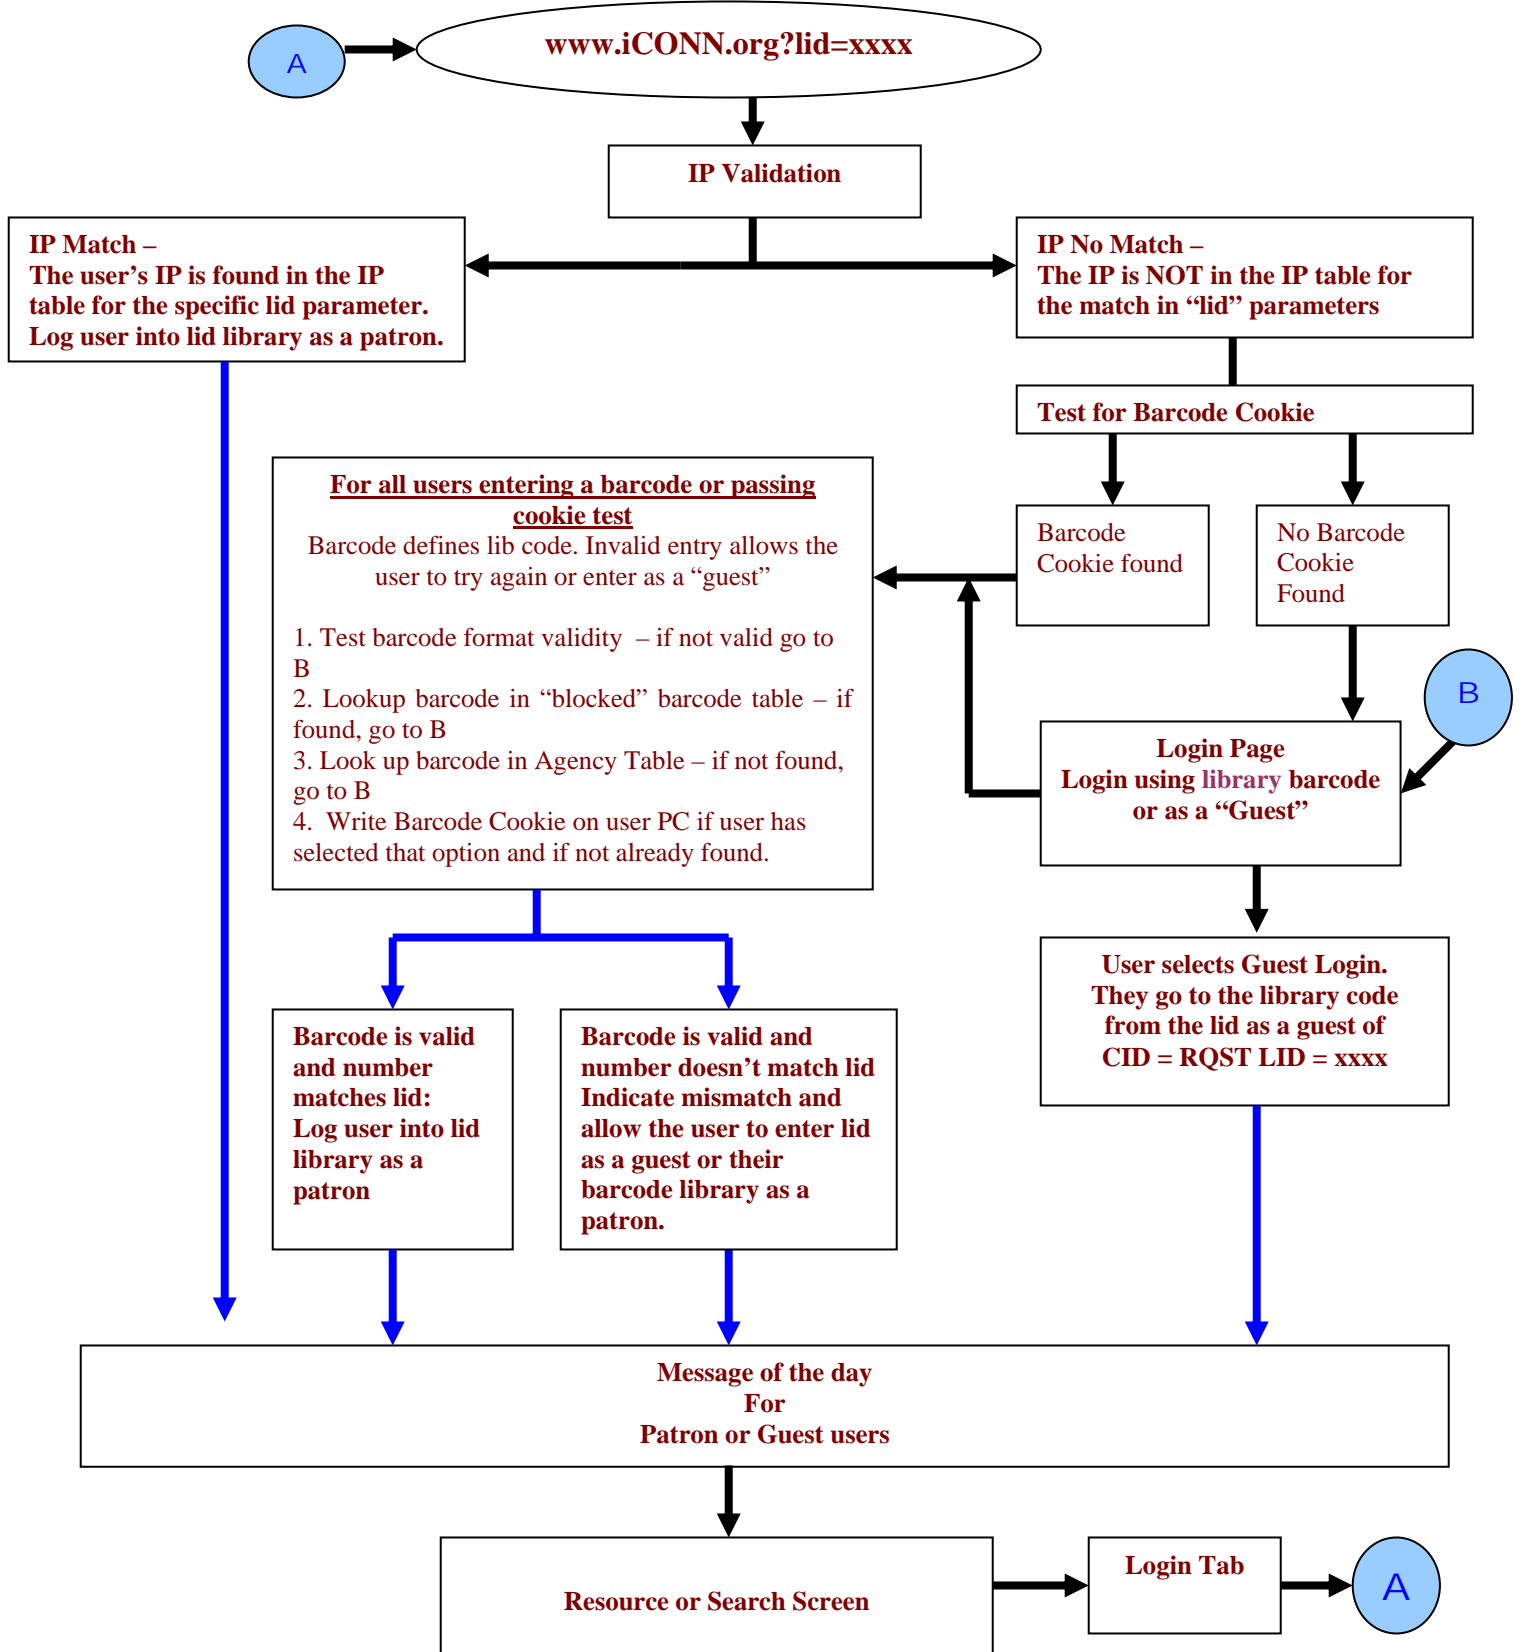 A
www.iCONN.org?lid=xxxx
IP Validation
IP Match –
The user’s IP is found in the IP
table for the specific lid parameter.
Log user into lid library as a patron.
IP No Match –
The IP is NOT in the IP table for
the match in “lid” parameters
Test for Barcode Cookie
For all users entering a barcode or passing
cookie test
Barcode defines lib code. Invalid entry allows the
user to try again or enter as a “guest”
1. Test barcode format validity – if not valid go to
B
2. Lookup barcode in “blocked” barcode table – if
found, go to B
3. Look up barcode in Agency Table – if not found,
go to B
4. Write Barcode Cookie on user PC if user has
selected that option and if not already found.
Barcode
Cookie found
No Barcode
Cookie
Found
B
Login Page
Login using library barcode
or as a “Guest”
User selects Guest Login.
They go to the library code
from the lid as a guest of
CID = RQST LID = xxxx
Barcode is valid
and number
matches lid:
Log user into lid
library as a
patron
Barcode is valid and
number doesn’t match lid
Indicate mismatch and
allow the user to enter lid
as a guest or their
barcode library as a
patron.
Message of the day
For
Patron or Guest users
Resource or Search Screen
Login Tab
A